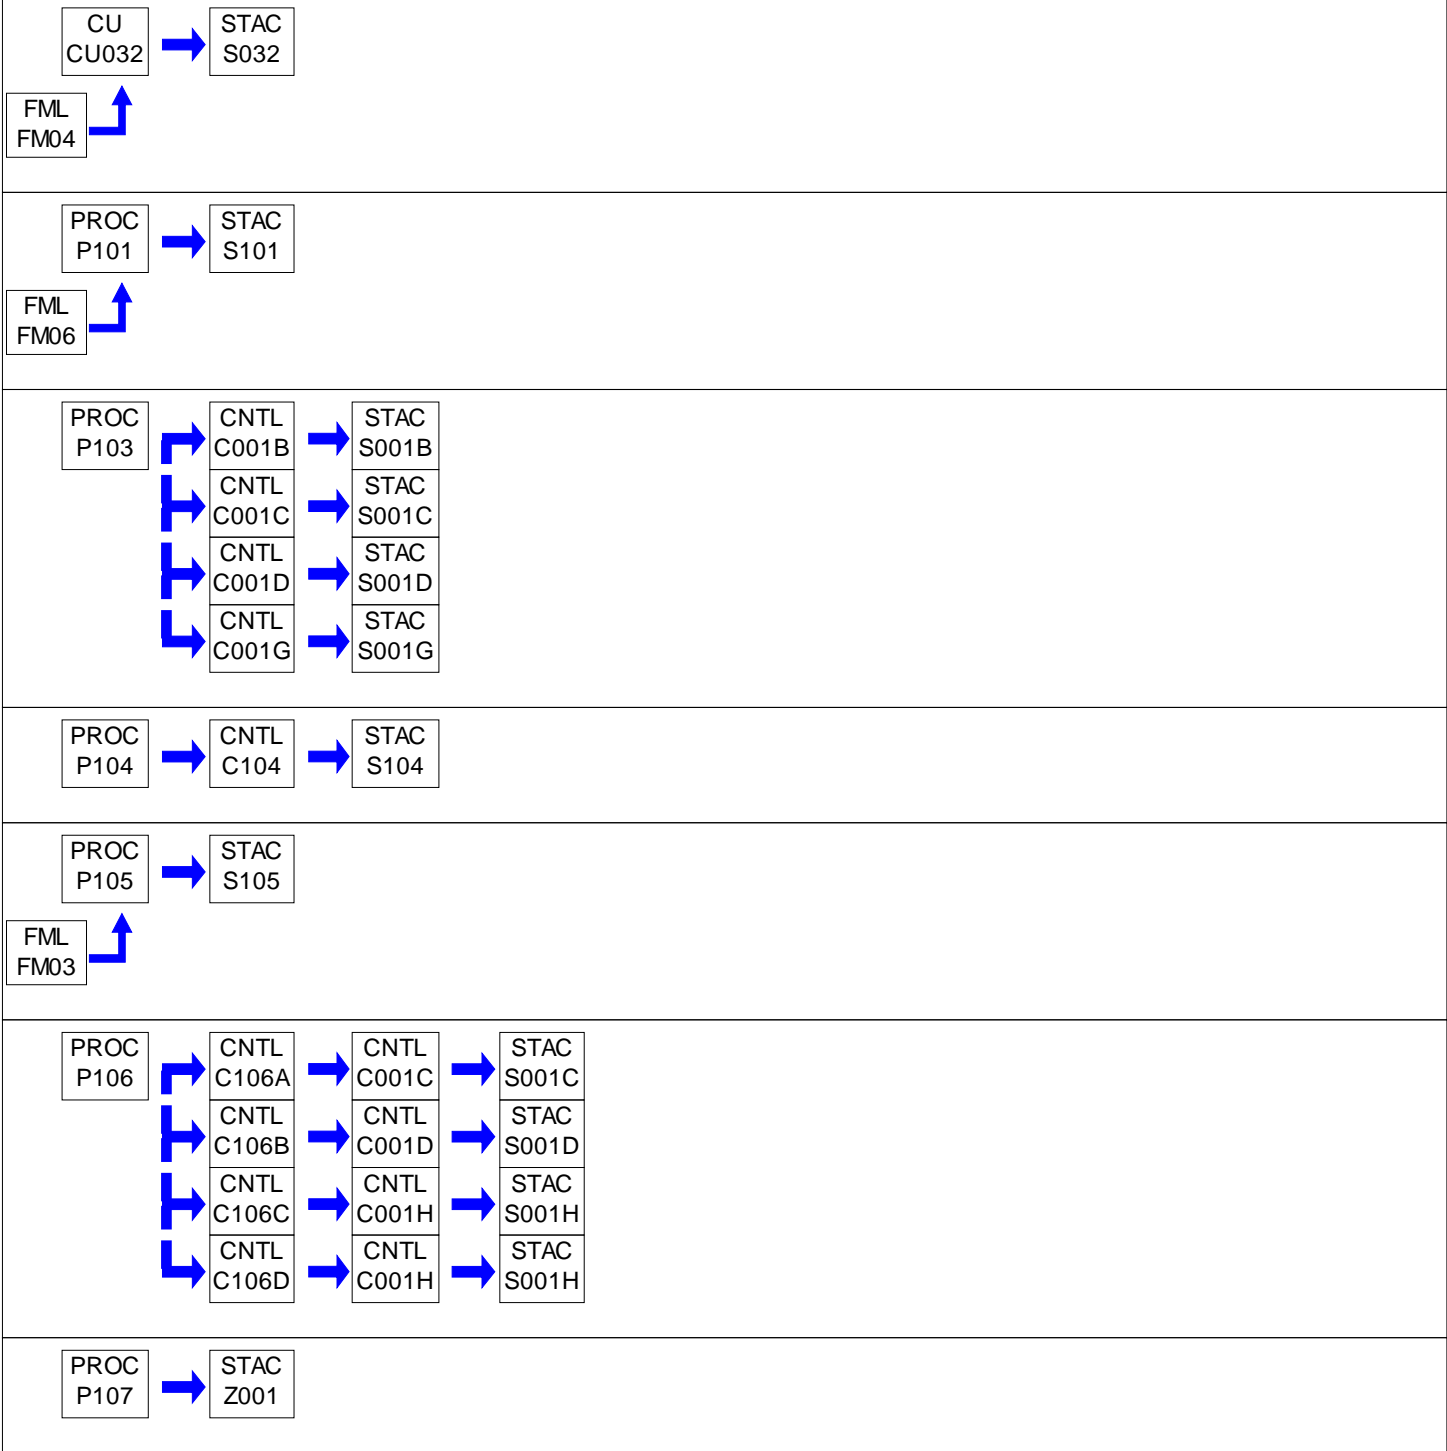 CU
CU032
STAC
S032
FML
FM04
PROC
P101
STAC
S101
FML
FM06
PROC
P103
CNTL
C001B
STAC
S001B
CNTL
C001C
STAC
S001C
CNTL
C001D
STAC
S001D
CNTL
C001G
STAC
S001G
PROC
P104
CNTL
C104
STAC
S104
PROC
P105
STAC
S105
FML
FM03
PROC
P106
CNTL
C106A
CNTL
C001C
STAC
S001C
CNTL
C106B
CNTL
C001D
STAC
S001D
CNTL
C106C
CNTL
C001H
STAC
S001H
CNTL
C106D
CNTL
C001H
STAC
S001H
PROC
P107
STAC
Z001